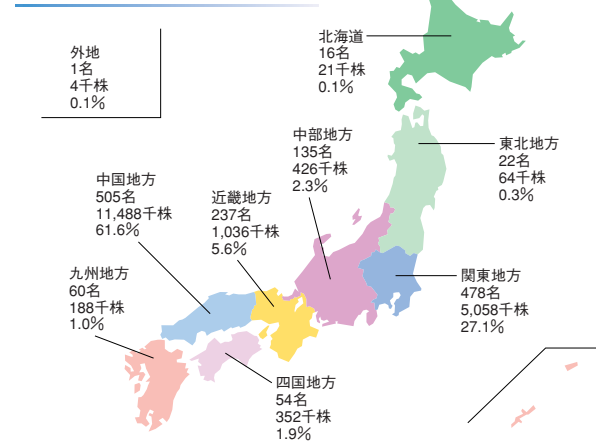 外地
1名
4千株
0.1%
北海道
16名
21千株
0.1%
中部地方
135名
426千株
2.3%
東北地方
22名
64千株
0.3%
中国地方
505名
11,488千株
61.6%
近畿地方
237名
1,036千株
5.6%
九州地方
60名
188千株
1.0%
関東地方
478名
5,058千株
27.1%
四国地方
54名
352千株
1.9%